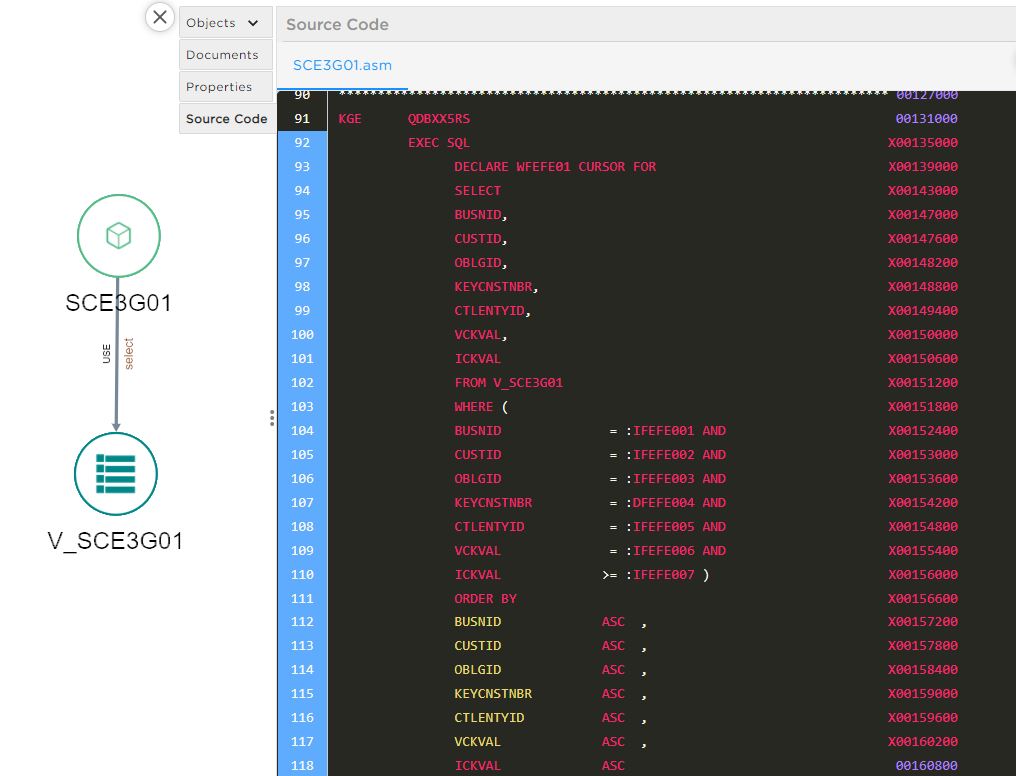 Objects
Documents
Properties
Source Code
SCE3G01
USE
select
V_SCE3G01
Source Code
SCE3G01.asm
90 *********************************************************************** 00127000
91 KGE QDBXX5RS 00131000
92 EXEC SQL X00135000
93 DECLARE WFEFE01 CURSOR FOR X00139000
94 SELECT X00143000
95 BUSNID, X00147000
96 CUSTID, X00147600
97 OBLGID, X00148200
98 KEYCNSTNBR, X00148800
99 CTLENTYID, X00149400
100 VCKVAL, X00150000
101 ICKVAL X00150600
102 FROM V_SCE3G01 X00151200
103 WHERE ( X00151800
104 BUSNID = :IFEFE001 AND X00152400
105 CUSTID = :IFEFE002 AND X00153000
106 OBLGID = :IFEFE003 AND X00153600
107 KEYCNSTNBR = :DFEFE004 AND X00154200
108 CTLENTYID = :IFEFE005 AND X00154800
109 VCKVAL = :IFEFE006 AND X00155400
110 ICKVAL >= :IFEFE007 ) X00156000
111 ORDER BY X00156600
112 BUSNID ASC , X00157200
113 CUSTID ASC , X00157800
114 OBLGID ASC , X00158400
115 KEYCNSTNBR ASC , X00159000
116 CTLENTYID ASC , X00159600
117 VCKVAL ASC , X00160200
118 ICKVAL ASC 00160800